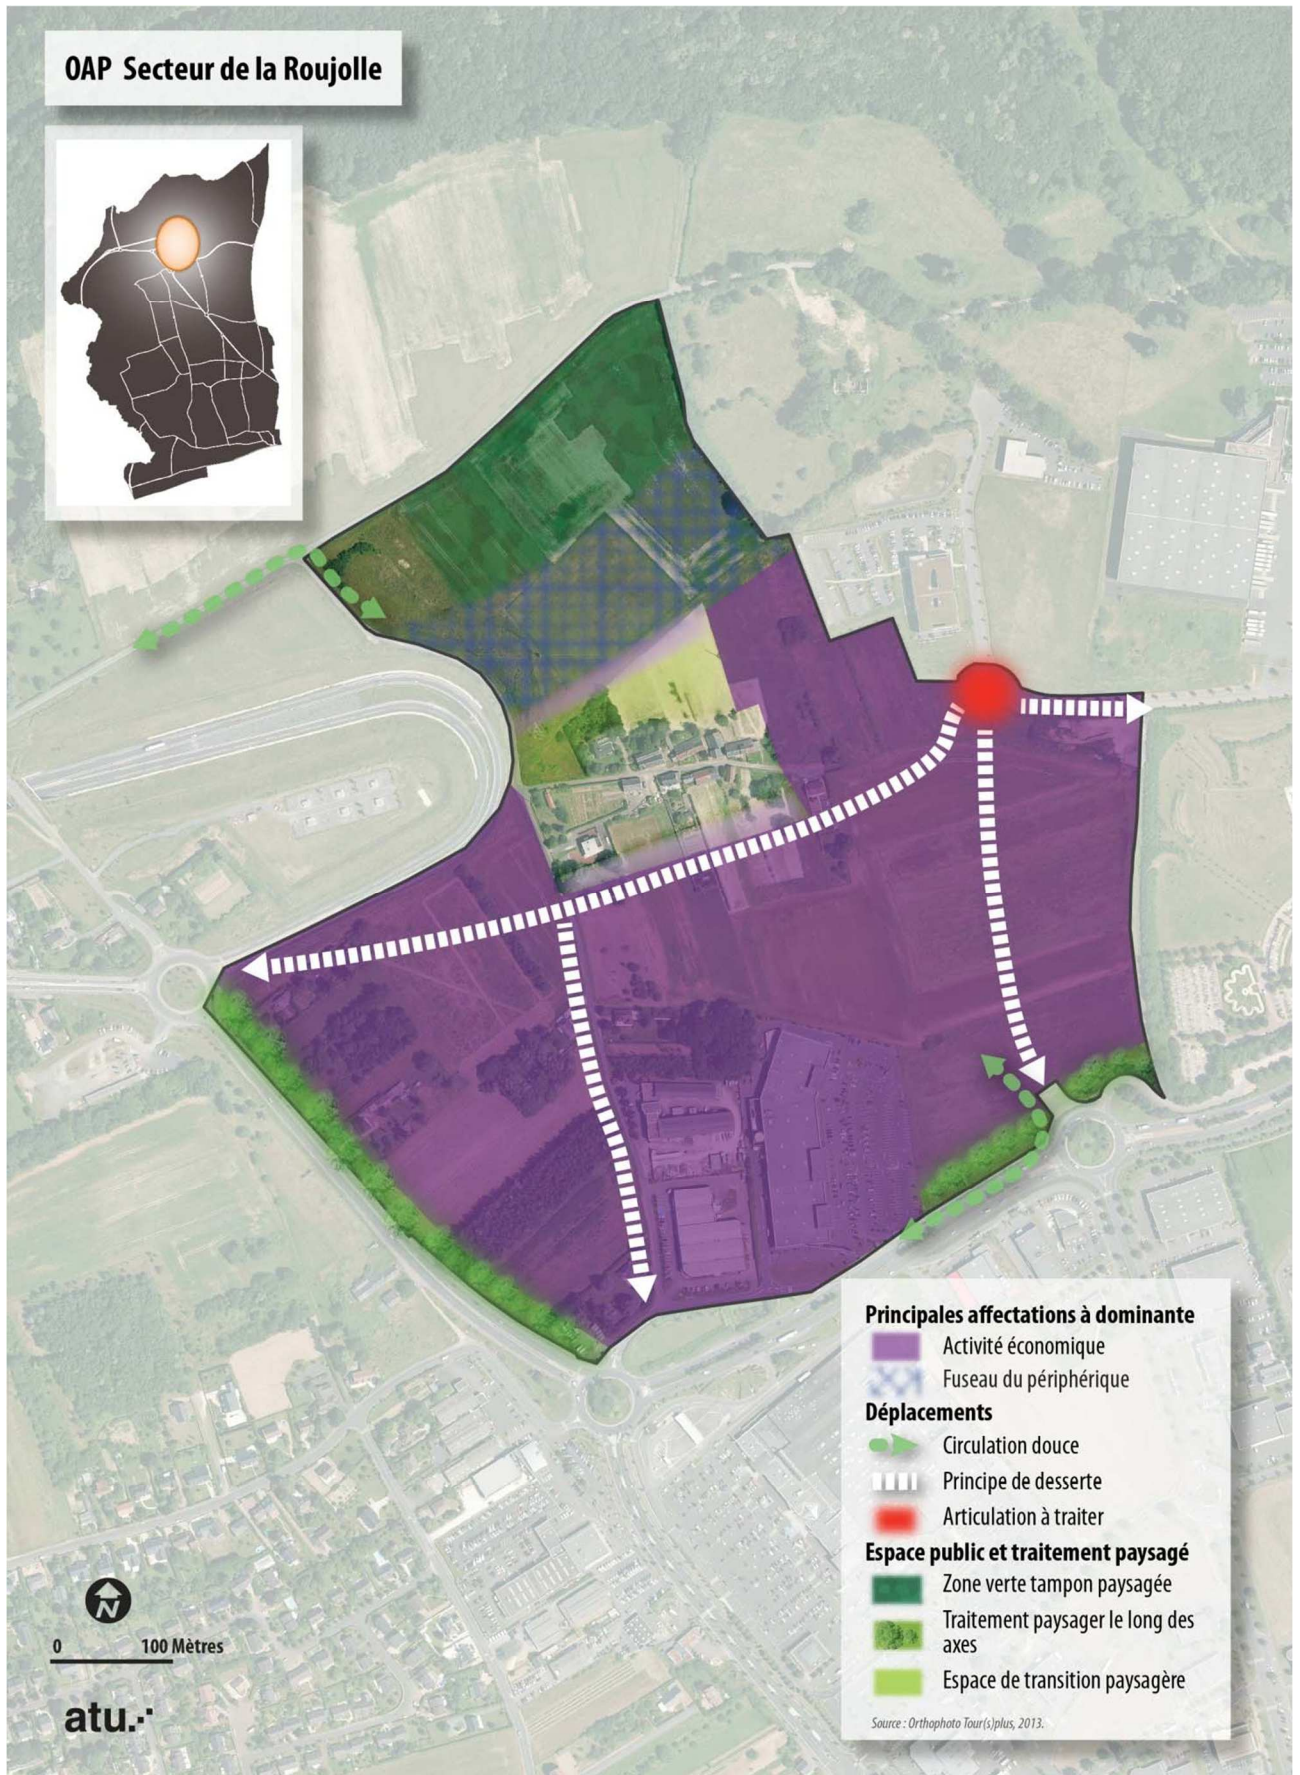 OAP Secteur de la Roujolle
Principales affectations à dominante
Activité économique
Fuseau du périphérique
Déplacements
Circulation douce
Principe de desserte
Articulation à traiter
Espace public et traitement paysagé
Zone verte tampon paysagée
Traitement paysager le long des
axes
Espace de transition paysagère
Source : Orthophoto Tour(s)plus, 2013.
N
0 100 Mètres
atu.